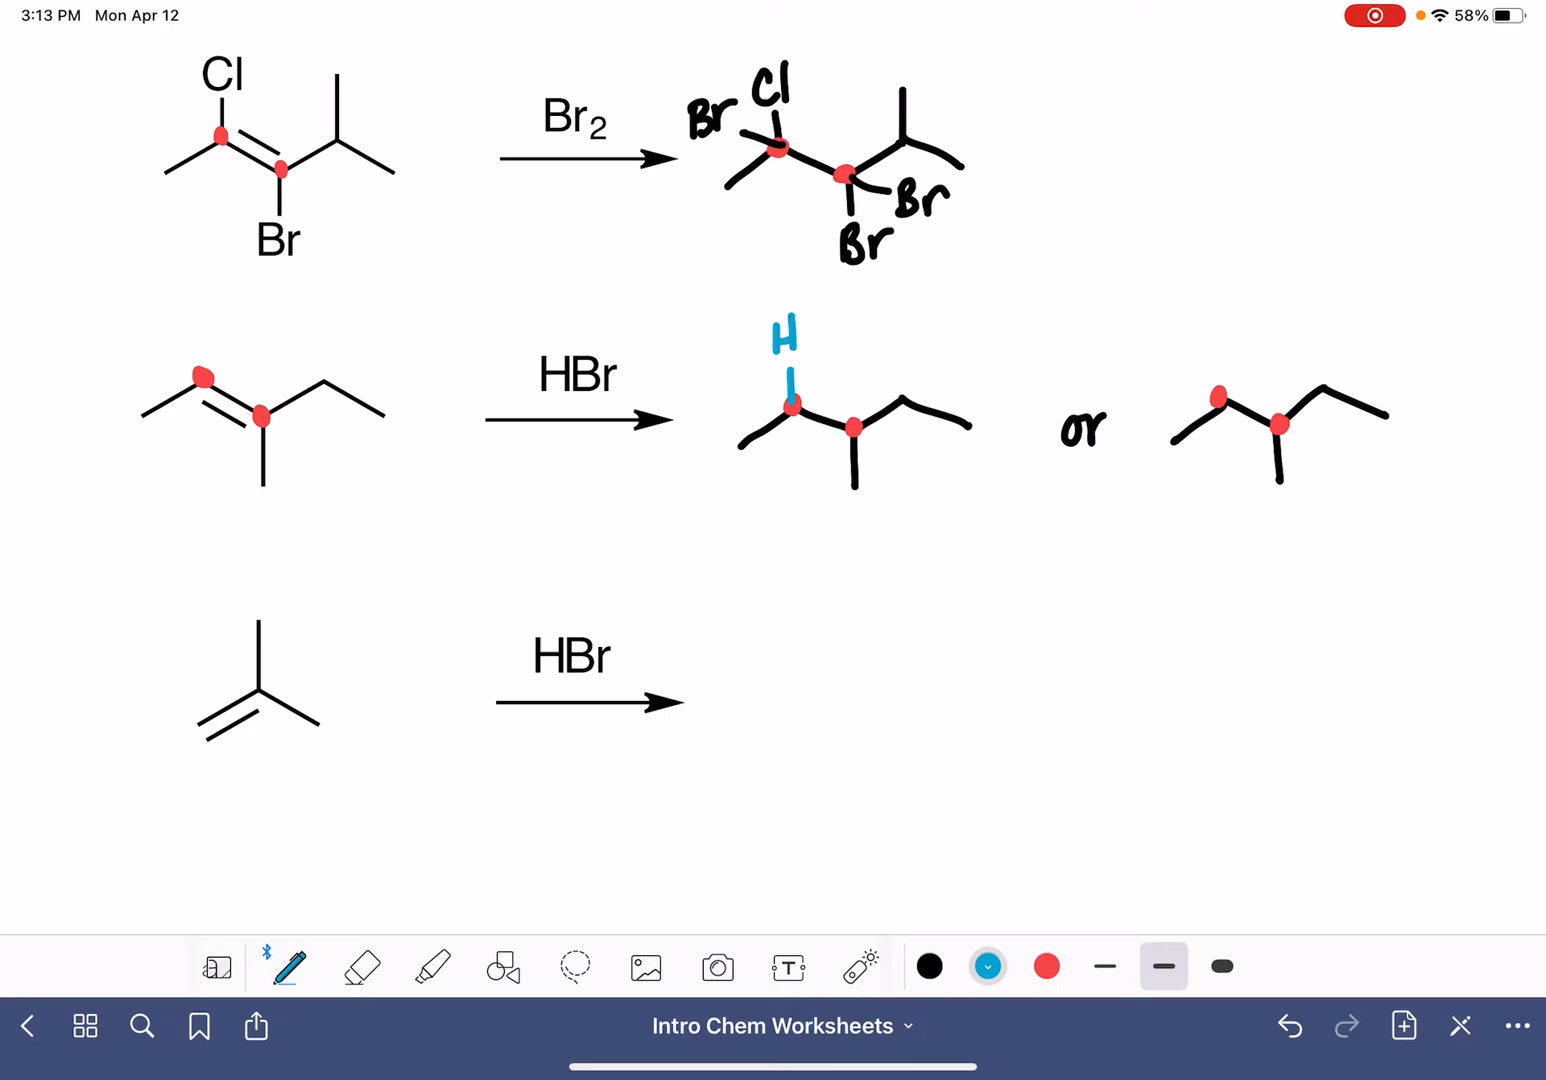 3:13 PM Mon Apr 12
58%
Cl
Br
Br₂
Br
Cl
Br
Br
HBr
H
or
HBr
T
Intro Chem Worksheets